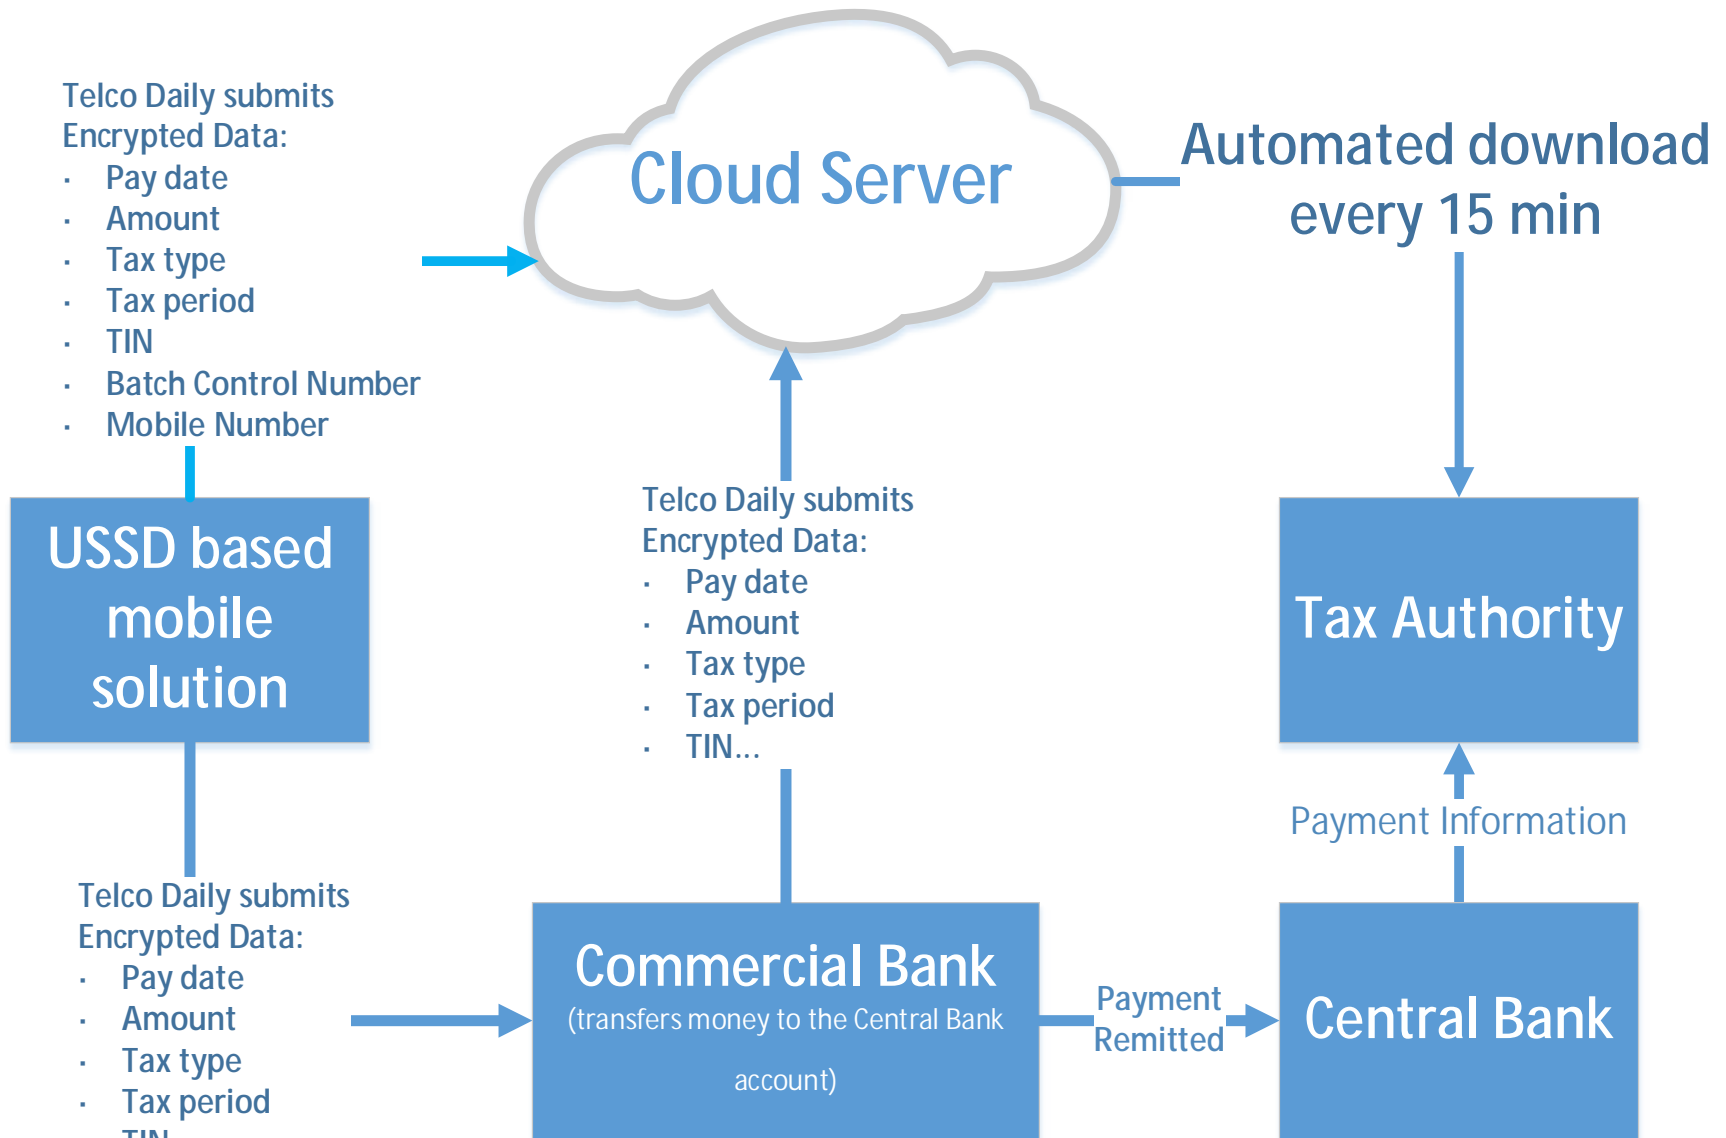 Telco Daily submits
Encrypted Data:
· Pay date
· Amount
· Tax type
· Tax period
· TIN
· Batch Control Number
· Mobile Number
Cloud Server
Automated download
every 15 min
USSD based
mobile
solution
Telco Daily submits
Encrypted Data:
· Pay date
· Amount
· Tax type
· Tax period
· TIN...
Tax Authority
Payment Information
Telco Daily submits
Encrypted Data:
· Pay date
· Amount
· Tax type
· Tax period
· TIN
Commercial Bank
(transfers money to the Central Bank
account)
Payment
Remitted
Central Bank